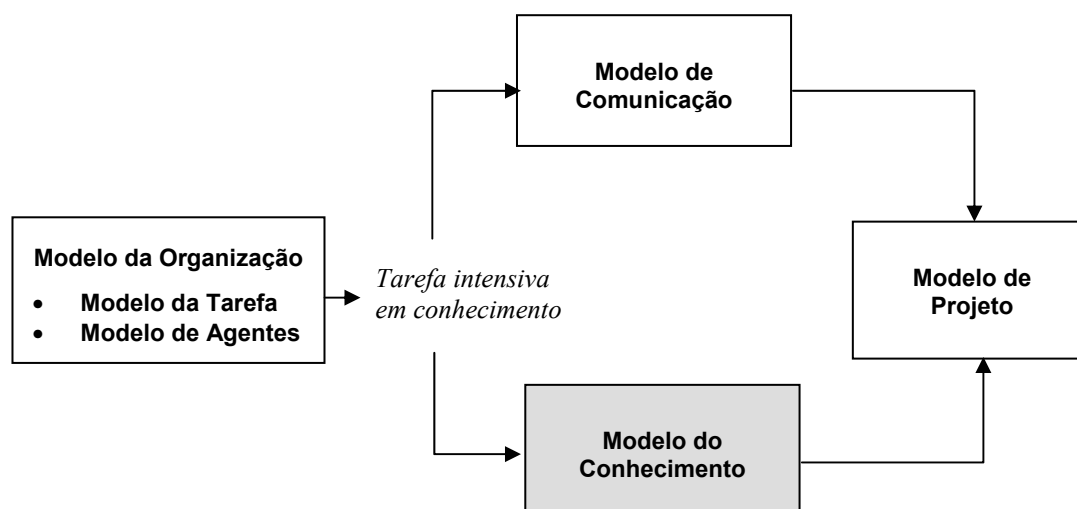 Modelo de
Comunicação
Modelo da Organização
• Modelo da Tarefa
• Modelo de Agentes
Tarefa intensiva
em conhecimento
Modelo de
Projeto
Modelo do
Conhecimento